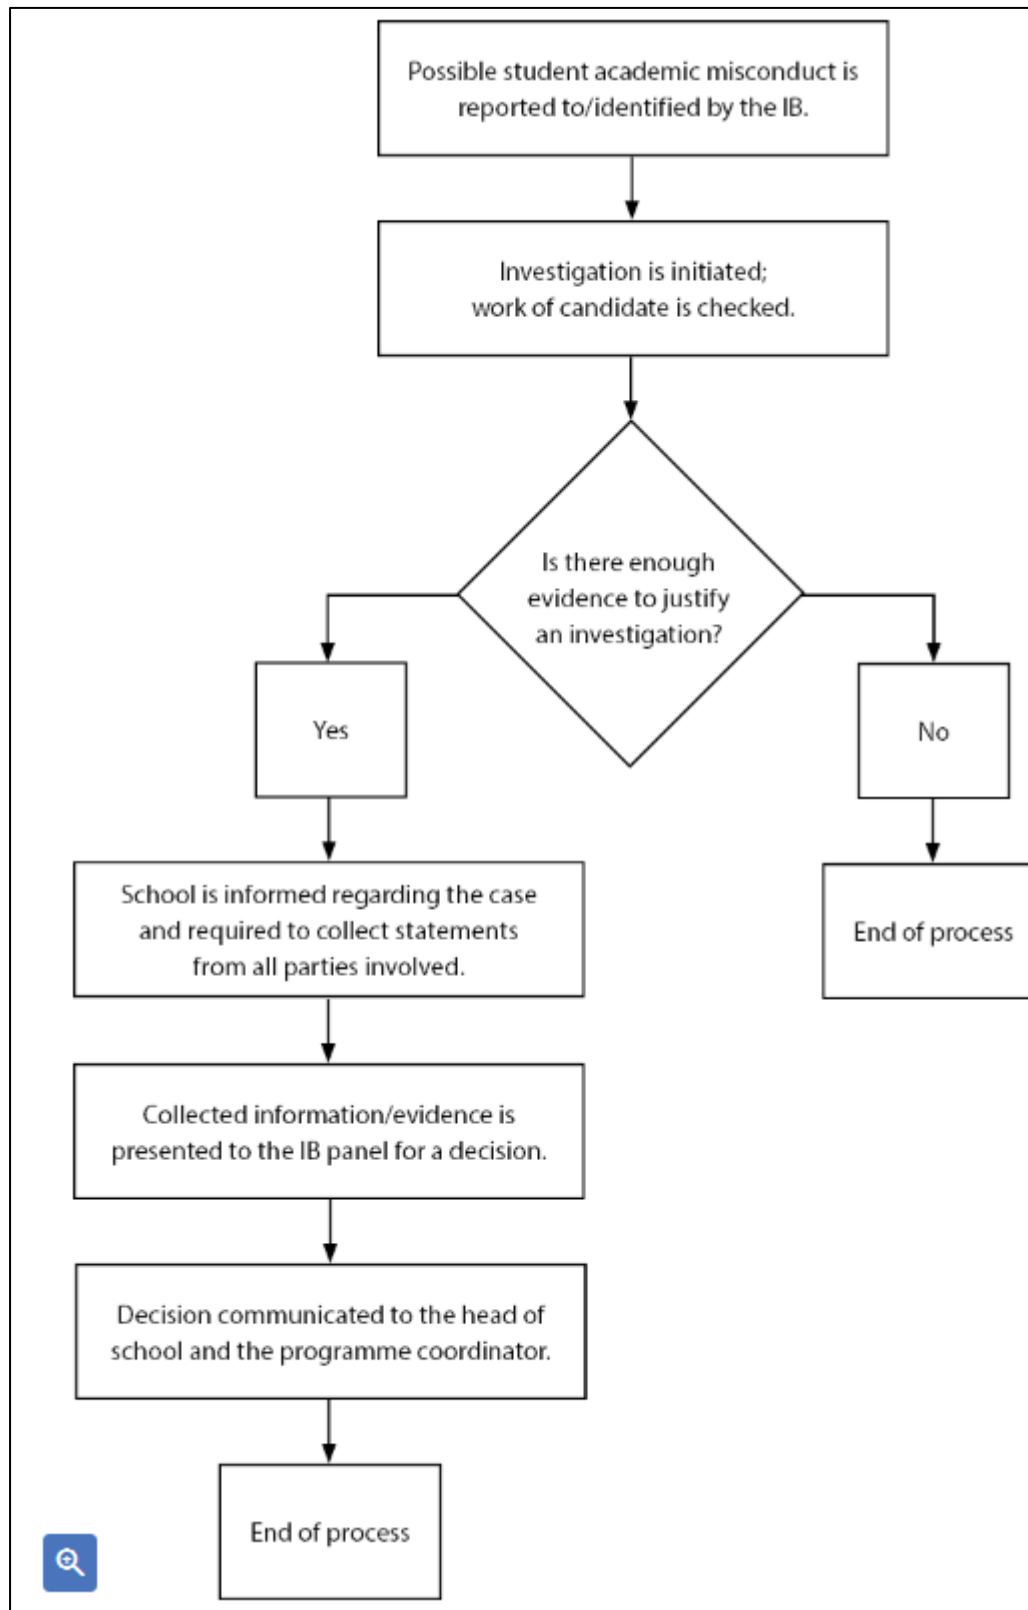 Possible student academic misconduct is
reported to/identified by the IB.
Investigation is initiated;
work of candidate is checked.
Is there enough
evidence to justify
an investigation?
Yes
No
School is informed regarding the case
and required to collect statements
from all parties involved.
End of process
Collected information/evidence is
presented to the IB panel for a decision.
Decision communicated to the head of
school and the programme coordinator.
End of process